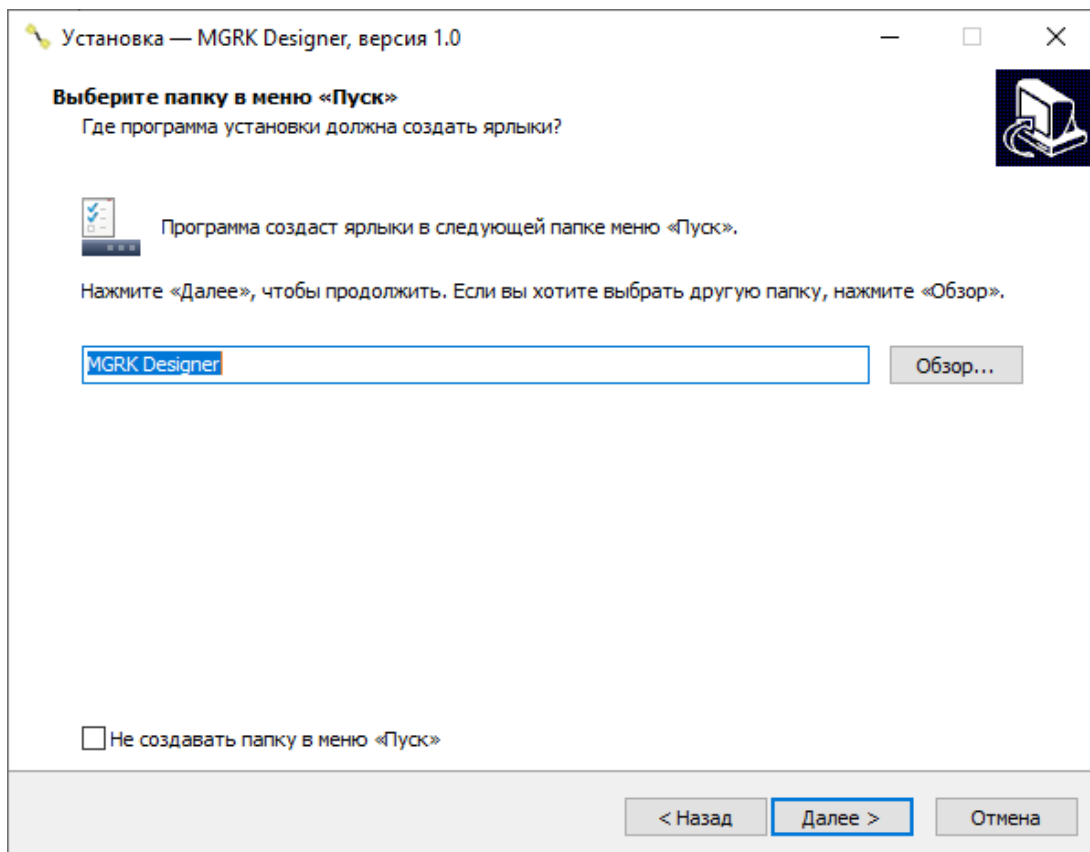 Установка — MGRK Designer, версия 1.0
Выберите папку в меню «Пуск»
Где программа установки должна создать ярлыки?
Программа создаст ярлыки в следующей папке меню «Пуск».
Нажмите «Далее», чтобы продолжить. Если вы хотите выбрать другую папку, нажмите «Обзор».
MGRK Designer
Обзор...
Не создавать папку в меню «Пуск»
< Назад
Далее >
Отмена